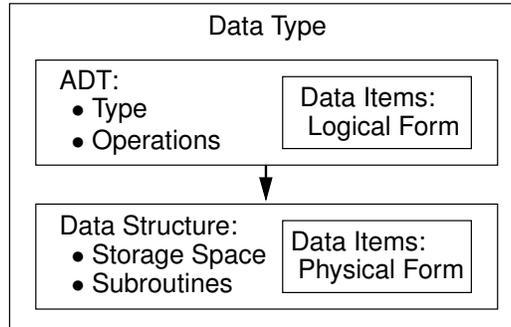 Data Type
ADT:
• Type
• Operations
Data Items:
Logical Form
Data Structure:
• Storage Space
• Subroutines
Data Items:
Physical Form